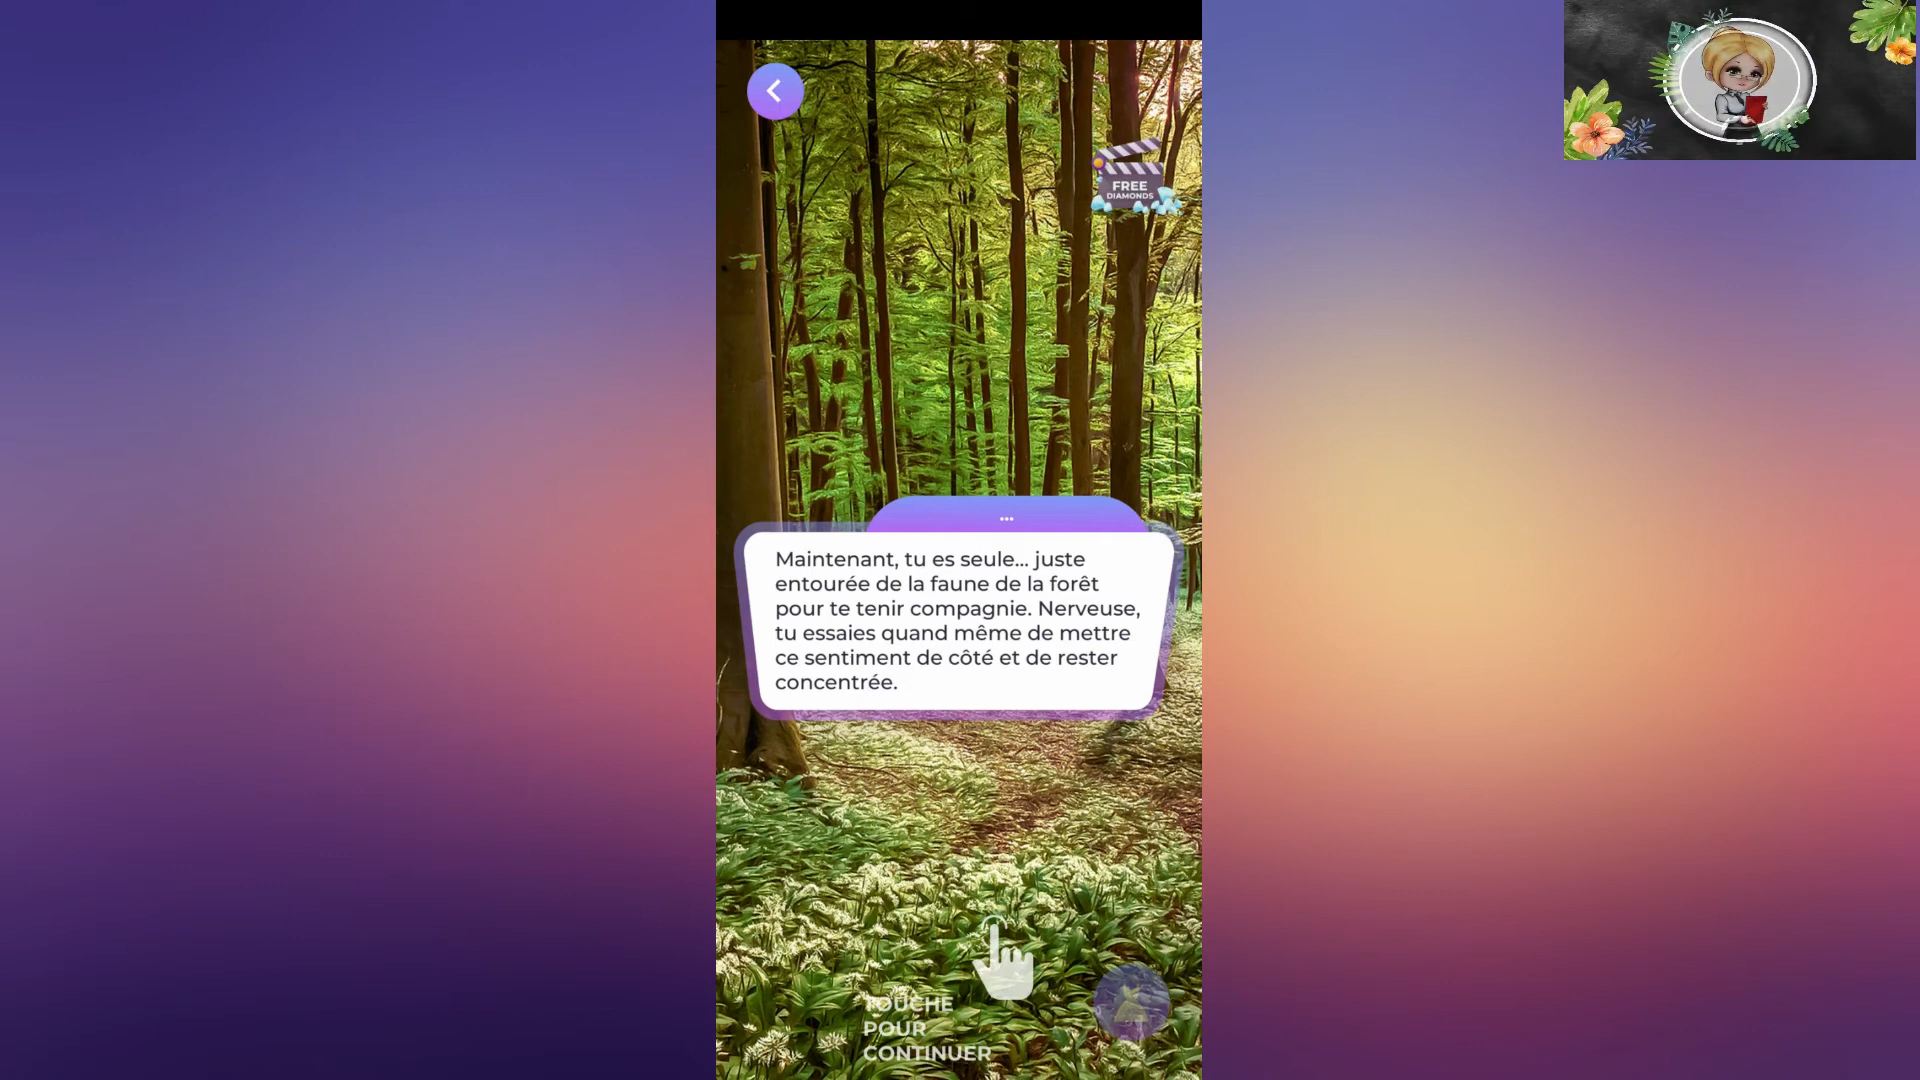 FREE
DIAMONDS
...
Maintenant, tu es seule... juste
entourée de la faune de la forêt
pour te tenir compagnie. Nerveuse,
tu essaies quand même de mettre
ce sentiment de côté et de rester
concentrée.
TOUCHE
POUR
CONTINUER